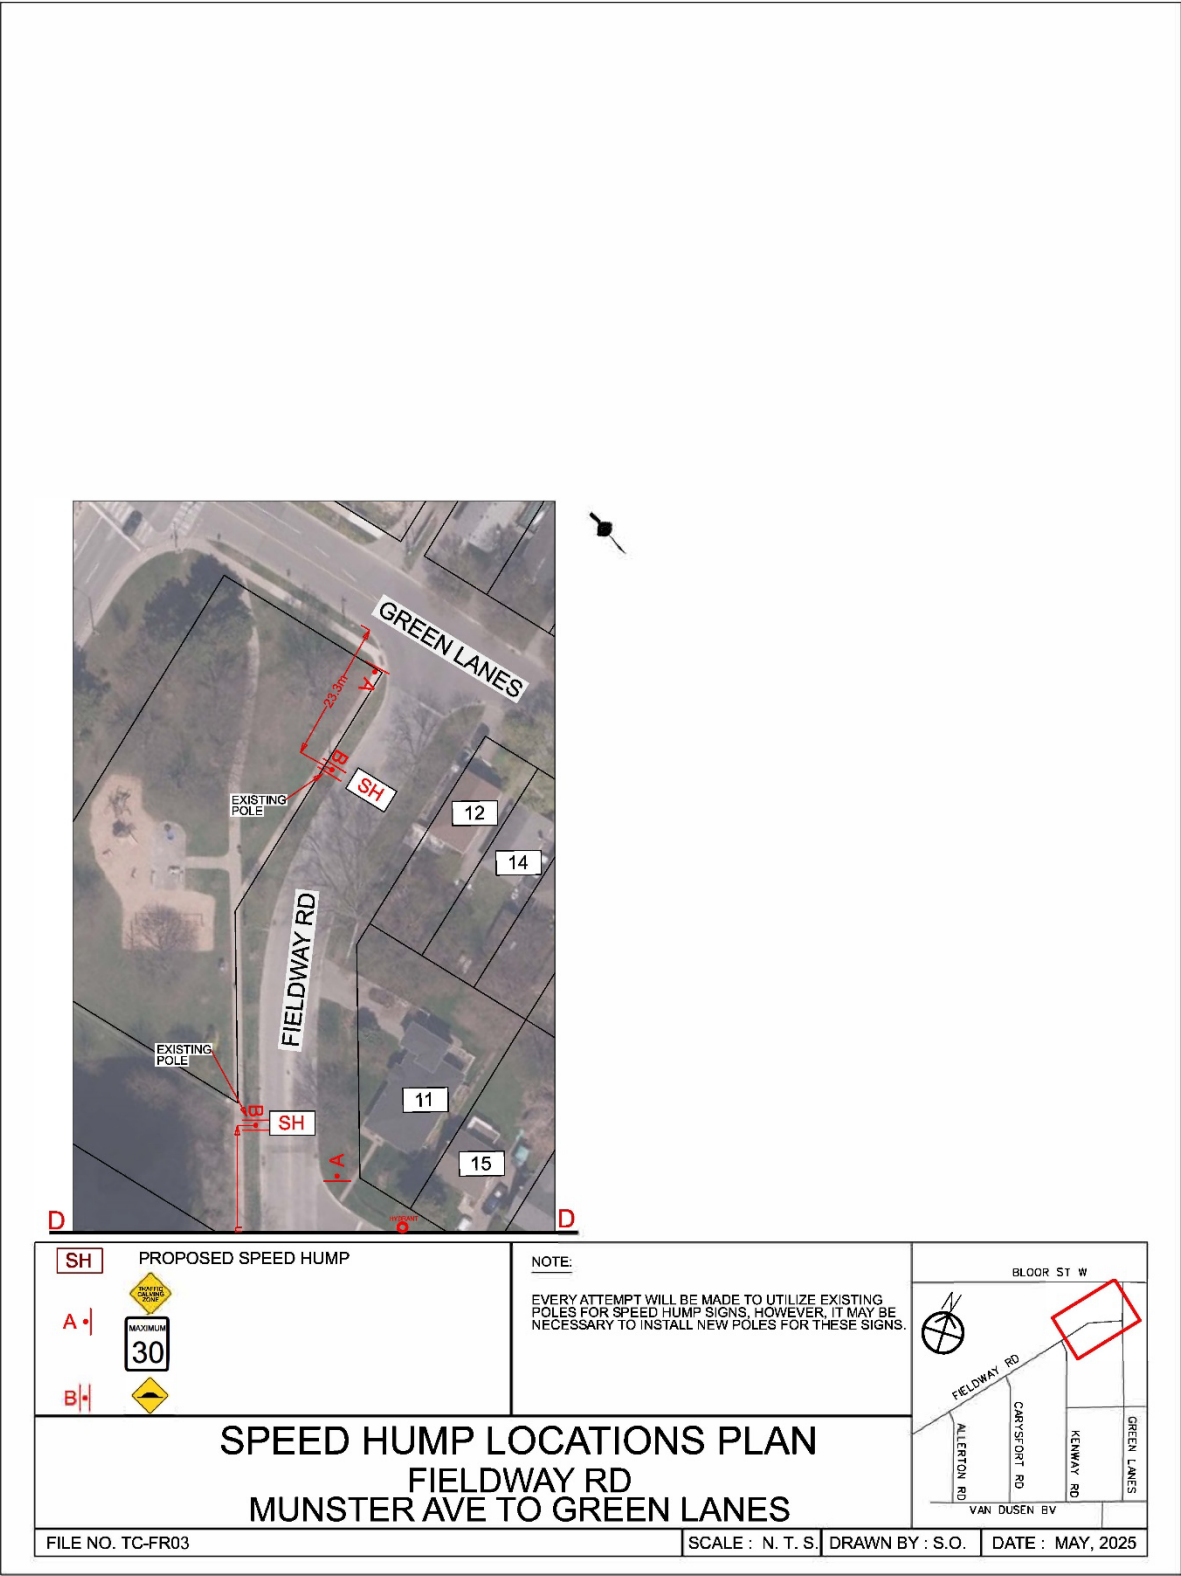 GREEN LANES
A
23.3m
B
SH
EXISTING
POLE
12
14
FIELDWAY RD
EXISTING
POLE
B
SH
11
A
15
HYDRANT
D
D
SH
PROPOSED SPEED HUMP
TRAFFIC
CALMING
ZONE
A
MAXIMUM
30
B
NOTE:
EVERY ATTEMPT WILL BE MADE TO UTILIZE EXISTING
POLES FOR SPEED HUMP SIGNS, HOWEVER, IT MAY BE
NECESSARY TO INSTALL NEW POLES FOR THESE SIGNS.
BLOOR ST W
N
FIELDWAY RD
ALLERTON RD
CARYSFORT RD
KENWAY RD
GREEN LANES
VAN DUSEN BV
SPEED HUMP LOCATIONS PLAN
FIELDWAY RD
MUNSTER AVE TO GREEN LANES
FILE NO. TC-FR03
SCALE : N. T. S.
DRAWN BY : S.O.
DATE : MAY, 2025